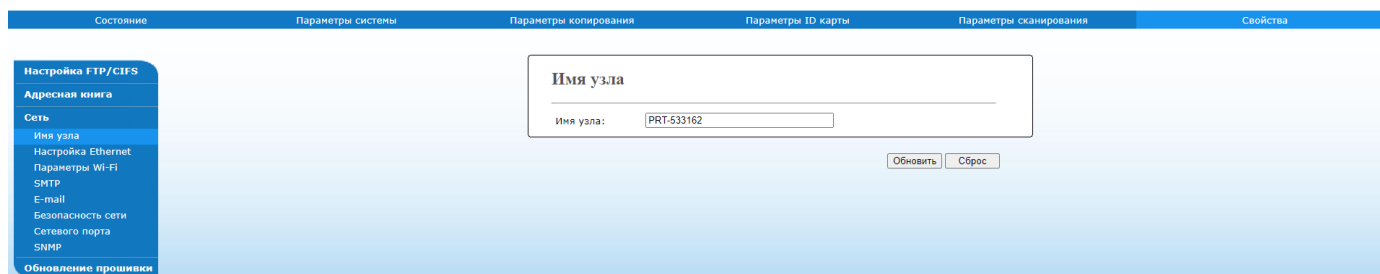 Состояние
Параметры системы
Параметры копирования
Параметры ID карты
Параметры сканирования
Свойства
Настройка FTP/CIFS
Адресная книга
Сеть
Имя узла
Настройка Ethernet
Параметры Wi-Fi
SMTP
E-mail
Безопасность сети
Сетевого порта
SNMP
Обновление прошивки
Имя узла
Имя узла: PRT-533162
Обновить Сброс